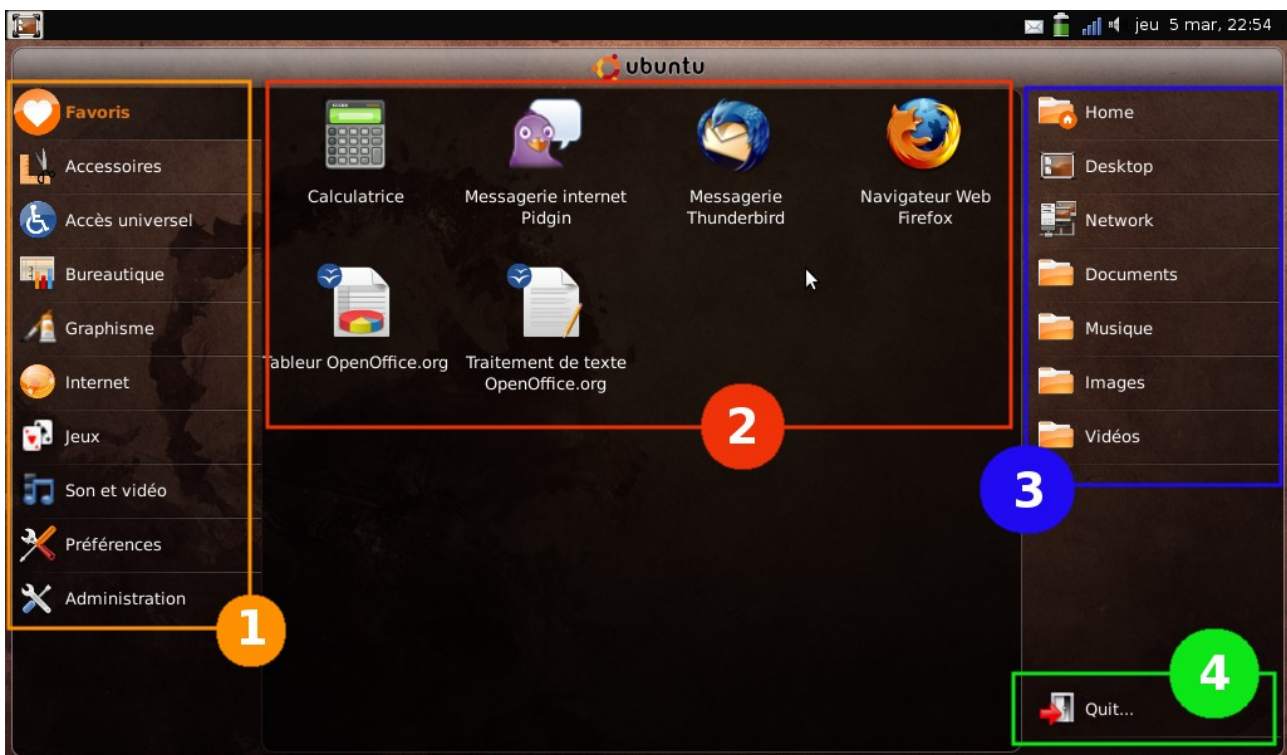 jeu 5 mar, 22:54
ubuntu
Favoris
Accessoires
Accès universel
Bureautique
Graphisme
Internet
Jeux
Son et vidéo
Préférences
Administration
1
Calculatrice
Messagerie internet
Pidgin
Messagerie
Thunderbird
Navigateur Web
Firefox
Tableur OpenOffice.org
Traitement de texte
OpenOffice.org
2
Home
Desktop
Network
Documents
Musique
Images
Vidéos
3
4
Quit...